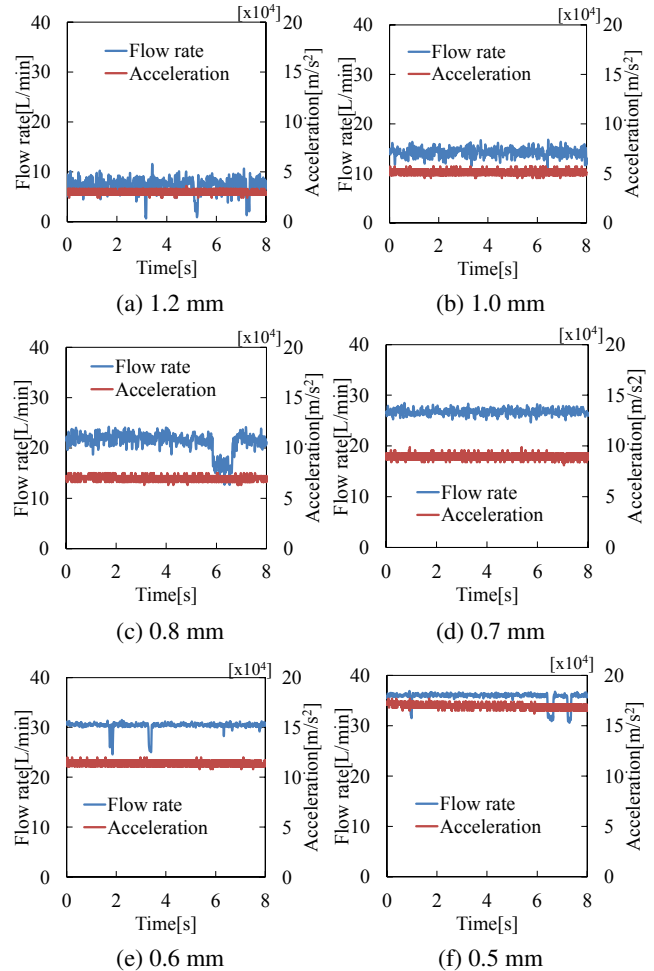 [x10⁴]
40
30
20
10
0
Flow rate[L/min]
Flow rate
Acceleration
20
15
10
5
0
Acceleration[m/s²]
0 2 4 6 8
Time[s]
(a) 1.2 mm
[x10⁴]
40
30
20
10
0
Flow rate[L/min]
Flow rate
Acceleration
20
15
10
5
0
Acceleration[m/s²]
0 2 4 6 8
Time[s]
(b) 1.0 mm
[x10⁴]
40
30
20
10
0
Flow rate[L/min]
Flow rate
Acceleration
20
15
10
5
0
Acceleration[m/s²]
0 2 4 6 8
Time[s]
(c) 0.8 mm
[x10⁴]
40
30
20
10
0
Flow rate[L/min]
Flow rate
Acceleration
20
15
10
5
0
Acceleration[m/s2]
0 2 4 6 8
Time[s]
(d) 0.7 mm
[x10⁴]
40
30
20
10
0
Flow rate[L/min]
Flow rate
Acceleration
20
15
10
5
0
Acceleration[m/s²]
0 2 4 6 8
Time[s]
(e) 0.6 mm
[x10⁴]
40
30
20
10
0
Flow rate[L/min]
Flow rate
Acceleration
20
15
10
5
0
Acceleration[m/s²]
0 2 4 6 8
Time[s]
(f) 0.5 mm